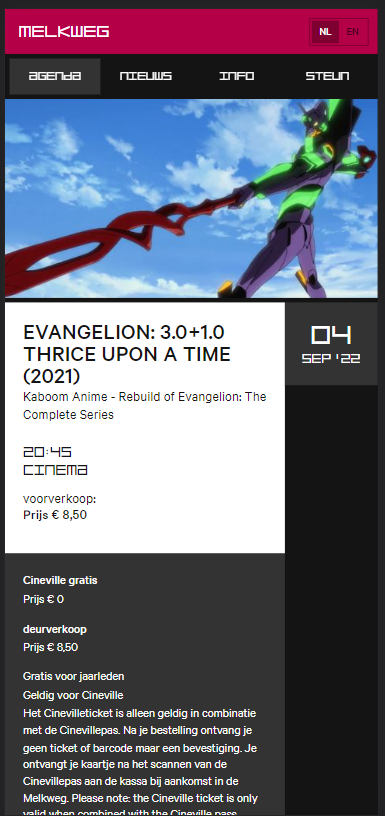 MELKWEG
NL EN
AGENDA NIEUWS INFO STEUN
EVANGELION: 3.0+1.0
THRICE UPON A TIME
(2021)
Kaboom Anime - Rebuild of Evangelion: The
Complete Series
04
SEP '22
20:45
CINEMA
voorverkoop:
Prijs € 8,50
Cineville gratis
Prijs € 0
deurverkoop
Prijs € 8,50
Gratis voor jaarleden
Geldig voor Cineville
Het Cinevilleticket is alleen geldig in combinatie
met de Cinevillepas. Na je bestelling ontvang je
geen ticket of barcode maar een bevestiging. Je
ontvangt je kaartje na het scannen van de
Cinevillepas aan de kassa bij aankomst in de
Melkweg. Please note: the Cineville ticket is only
valid when combined with the Cineville pass.